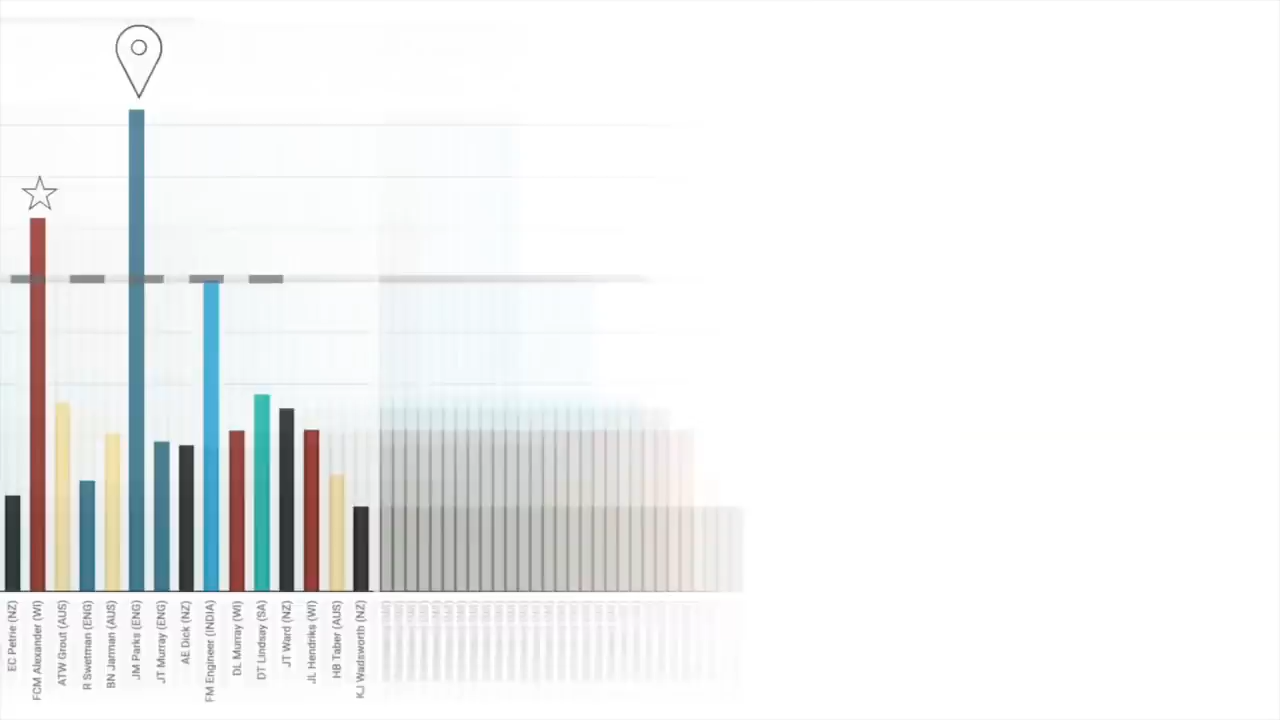 EC Petrie (NZ)
FCM Alexander (WI)
ATW Grout (AUS)
R Swetman (ENG)
BN Jarman (AUS)
JM Parks (ENG)
JT Murray (ENG)
AE Dick (NZ)
FM Engineer (INDIA)
DL Murray (WI)
DT Lindsay (SA)
JT Ward (NZ)
JL Hendriks (WI)
HB Taber (AUS)
KJ Wadsworth (NZ)